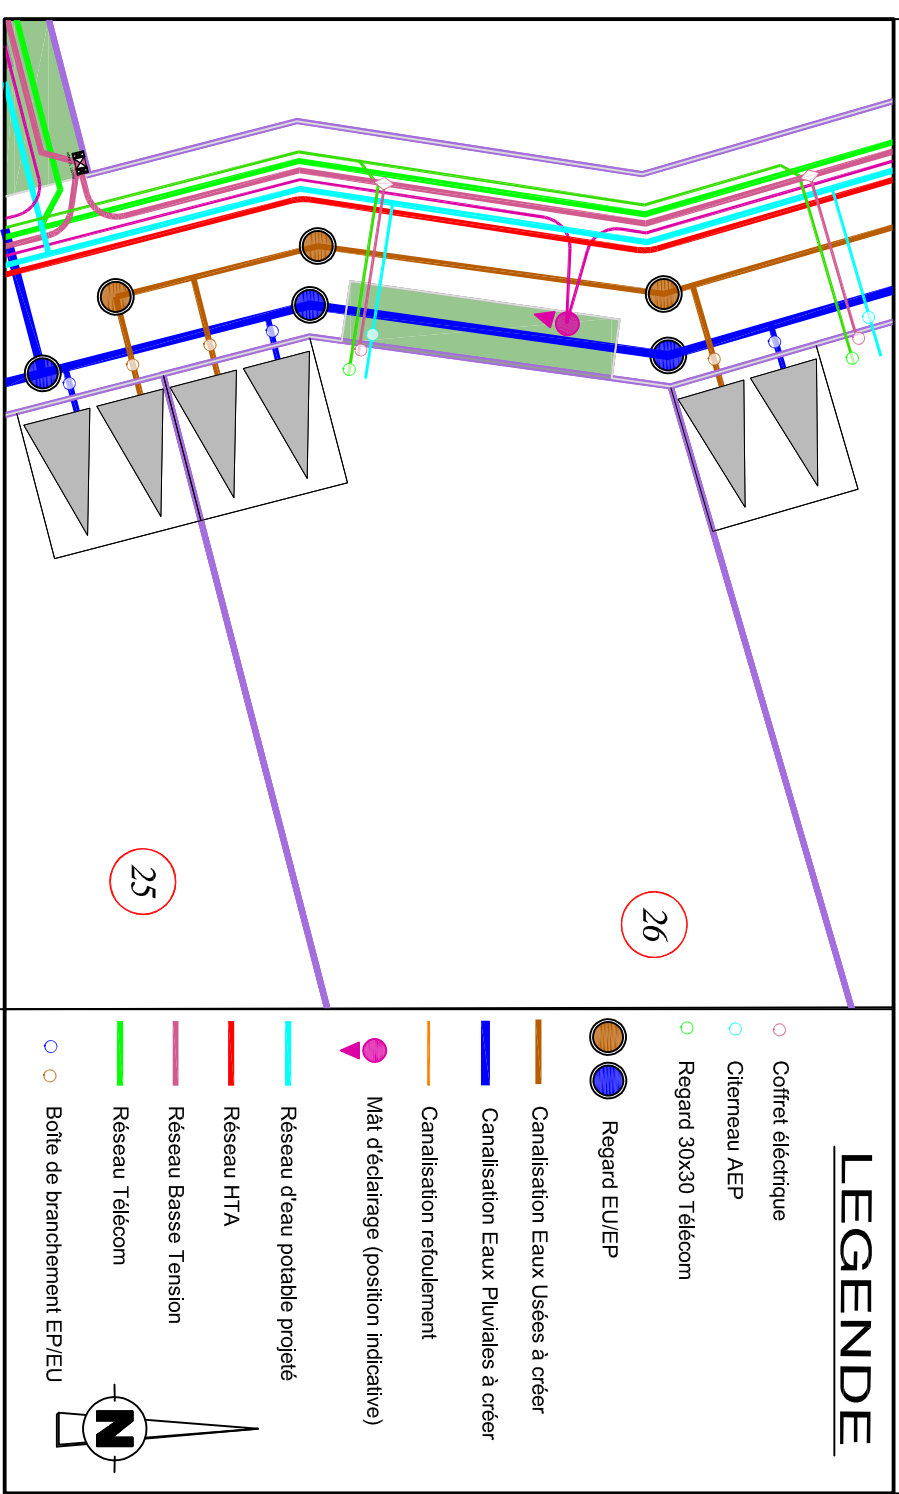 LEGENDE
Coffret éléctrique
Citerneau AEP
Regard 30x30 Télécom
Regard EU/EP
Canalisation Eaux Usées à créer
Canalisation Eaux Pluviales à créer
Canalisation refoulement
Mât d'éclairage (position indicative)
Réseau d'eau potable projeté
Réseau HTA
Réseau Basse Tension
Réseau Télécom
Boîte de branchement EP/EU
N
26
25